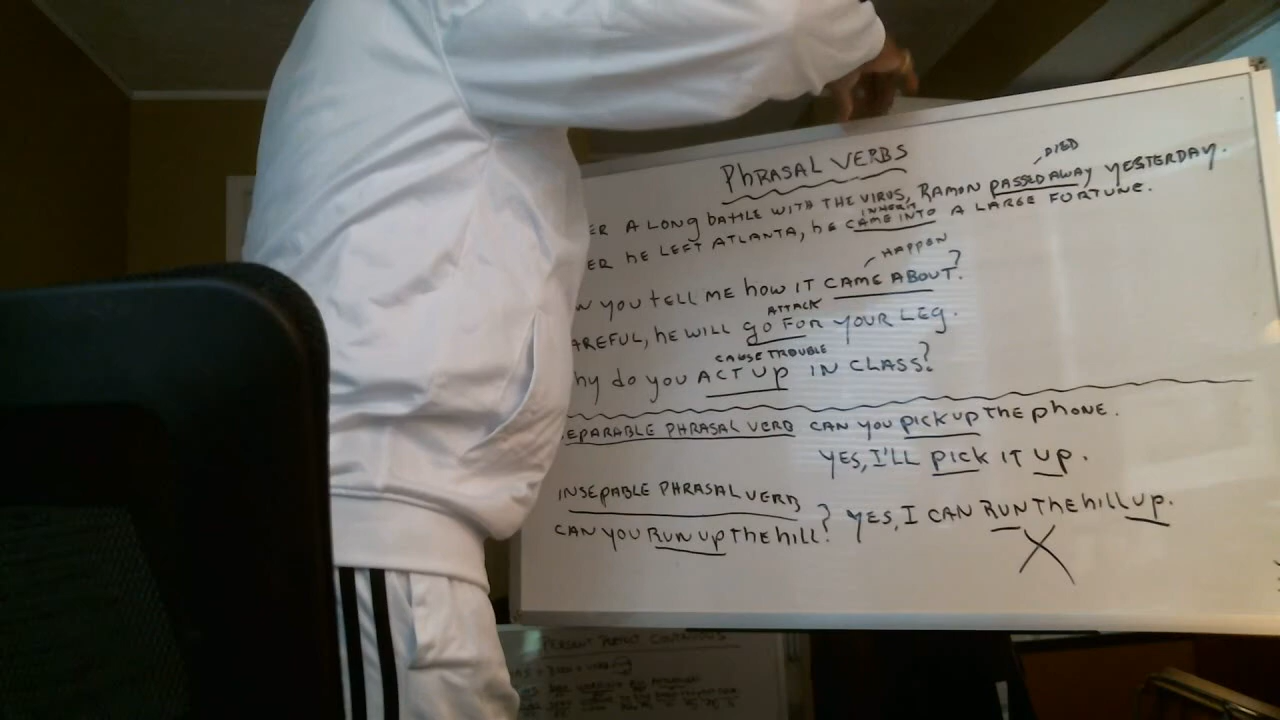 PHRASAL VERBS
DIED
ER A LONG BATTLE WITH THE VIRUS, RAMON PASSED AWAY YESTERDAY.
INHERIT
ER HE LEFT ATLANTA, HE CAME INTO A LARGE FORTUNE.
HAPPEN
N YOU TELL ME HOW IT CAME ABOUT?
ATTACK
AREFUL, HE WILL GO FOR YOUR LEG.
CAUSE TROUBLE
HY DO YOU ACT UP IN CLASS?
EPARABLE PHRASAL VERB CAN YOU PICK UP THE PHONE.
YES, I'LL PICK IT UP.
INSEPABLE PHRASAL VERB
CAN YOU RUN UP THE HILL? YES, I CAN RUN THE HILL UP.
X
CONTINUOUS